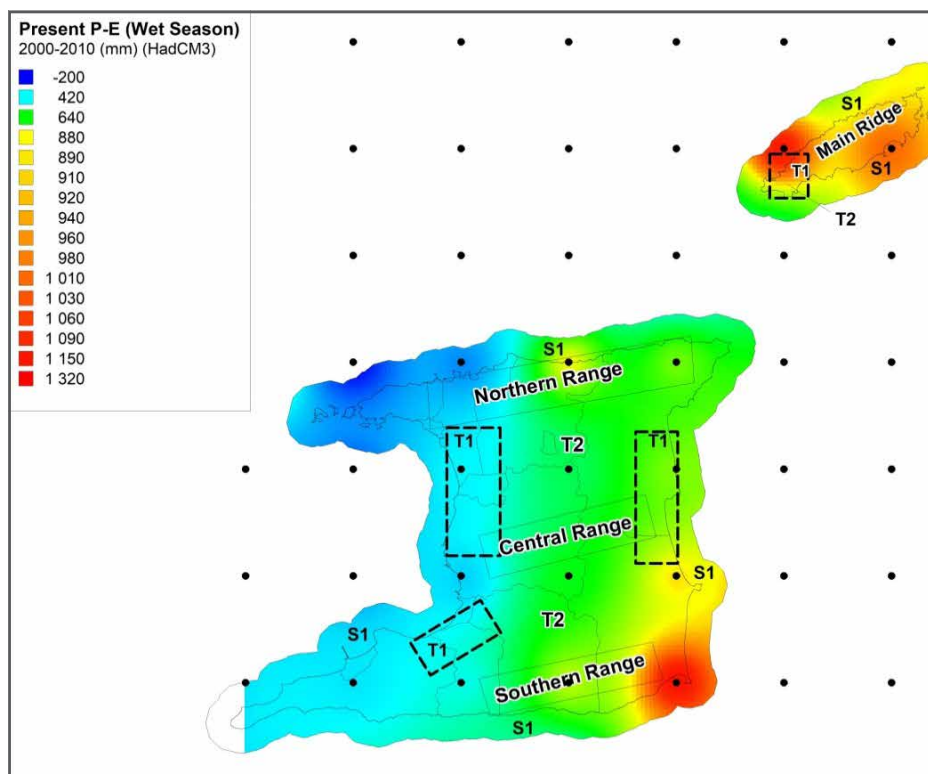 Present P-E (Wet Season)
2000-2010 (mm) (HadCM3)
-200
420
640
880
890
910
920
940
960
980
1 010
1 030
1 060
1 090
1 150
1 320
S1
Main Ridge
T1
S1
T2
S1
Northern Range
T1
T2
T1
Central Range
S1
T2
S1
T1
Southern Range
S1